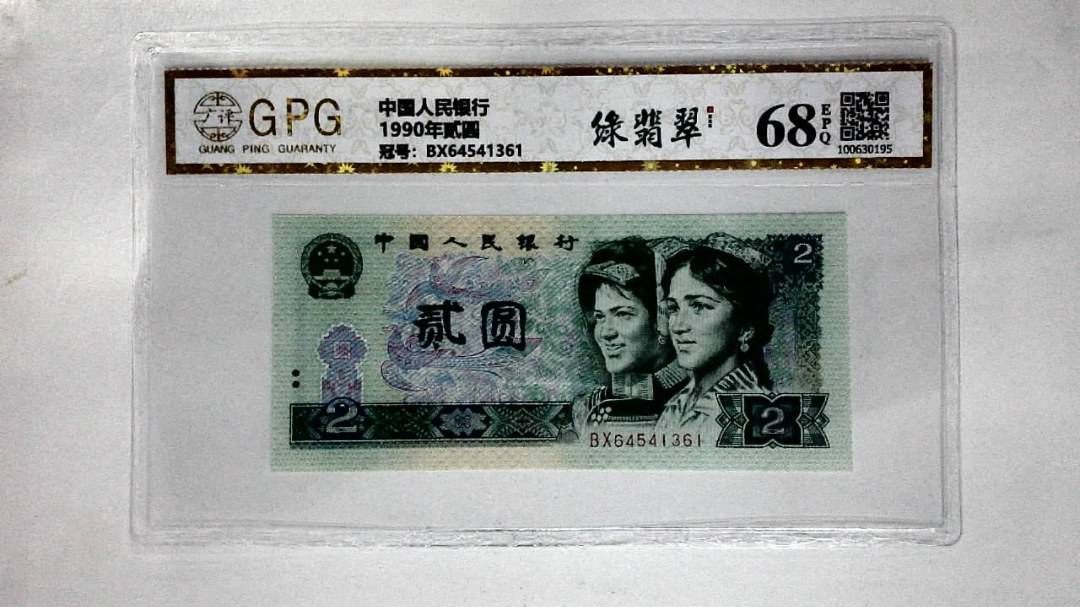 GPG
GUANG PING GUARANTY
中国人民银行
1990年贰圆
冠号：BX64541361
绿翡翠
68
EPQ
100630195
中国人民银行
2
贰圆
2
BX64541361
2